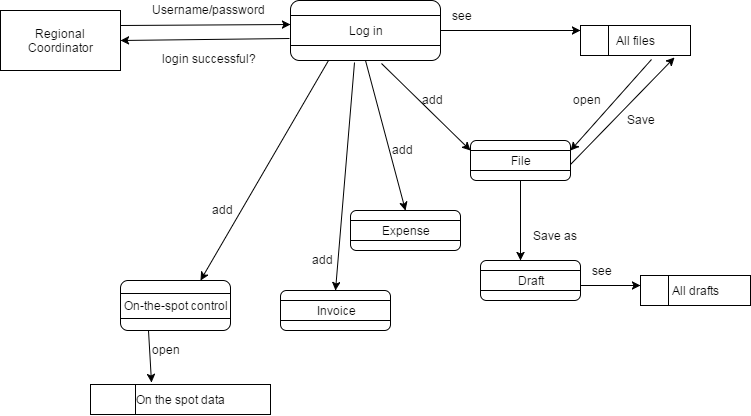 Username/password
see
Regional
Coordinator
Log in
All files
login successful?
add
open
Save
add
File
add
Expense
Save as
add
see
Draft
All drafts
On-the-spot control
Invoice
open
On the spot data